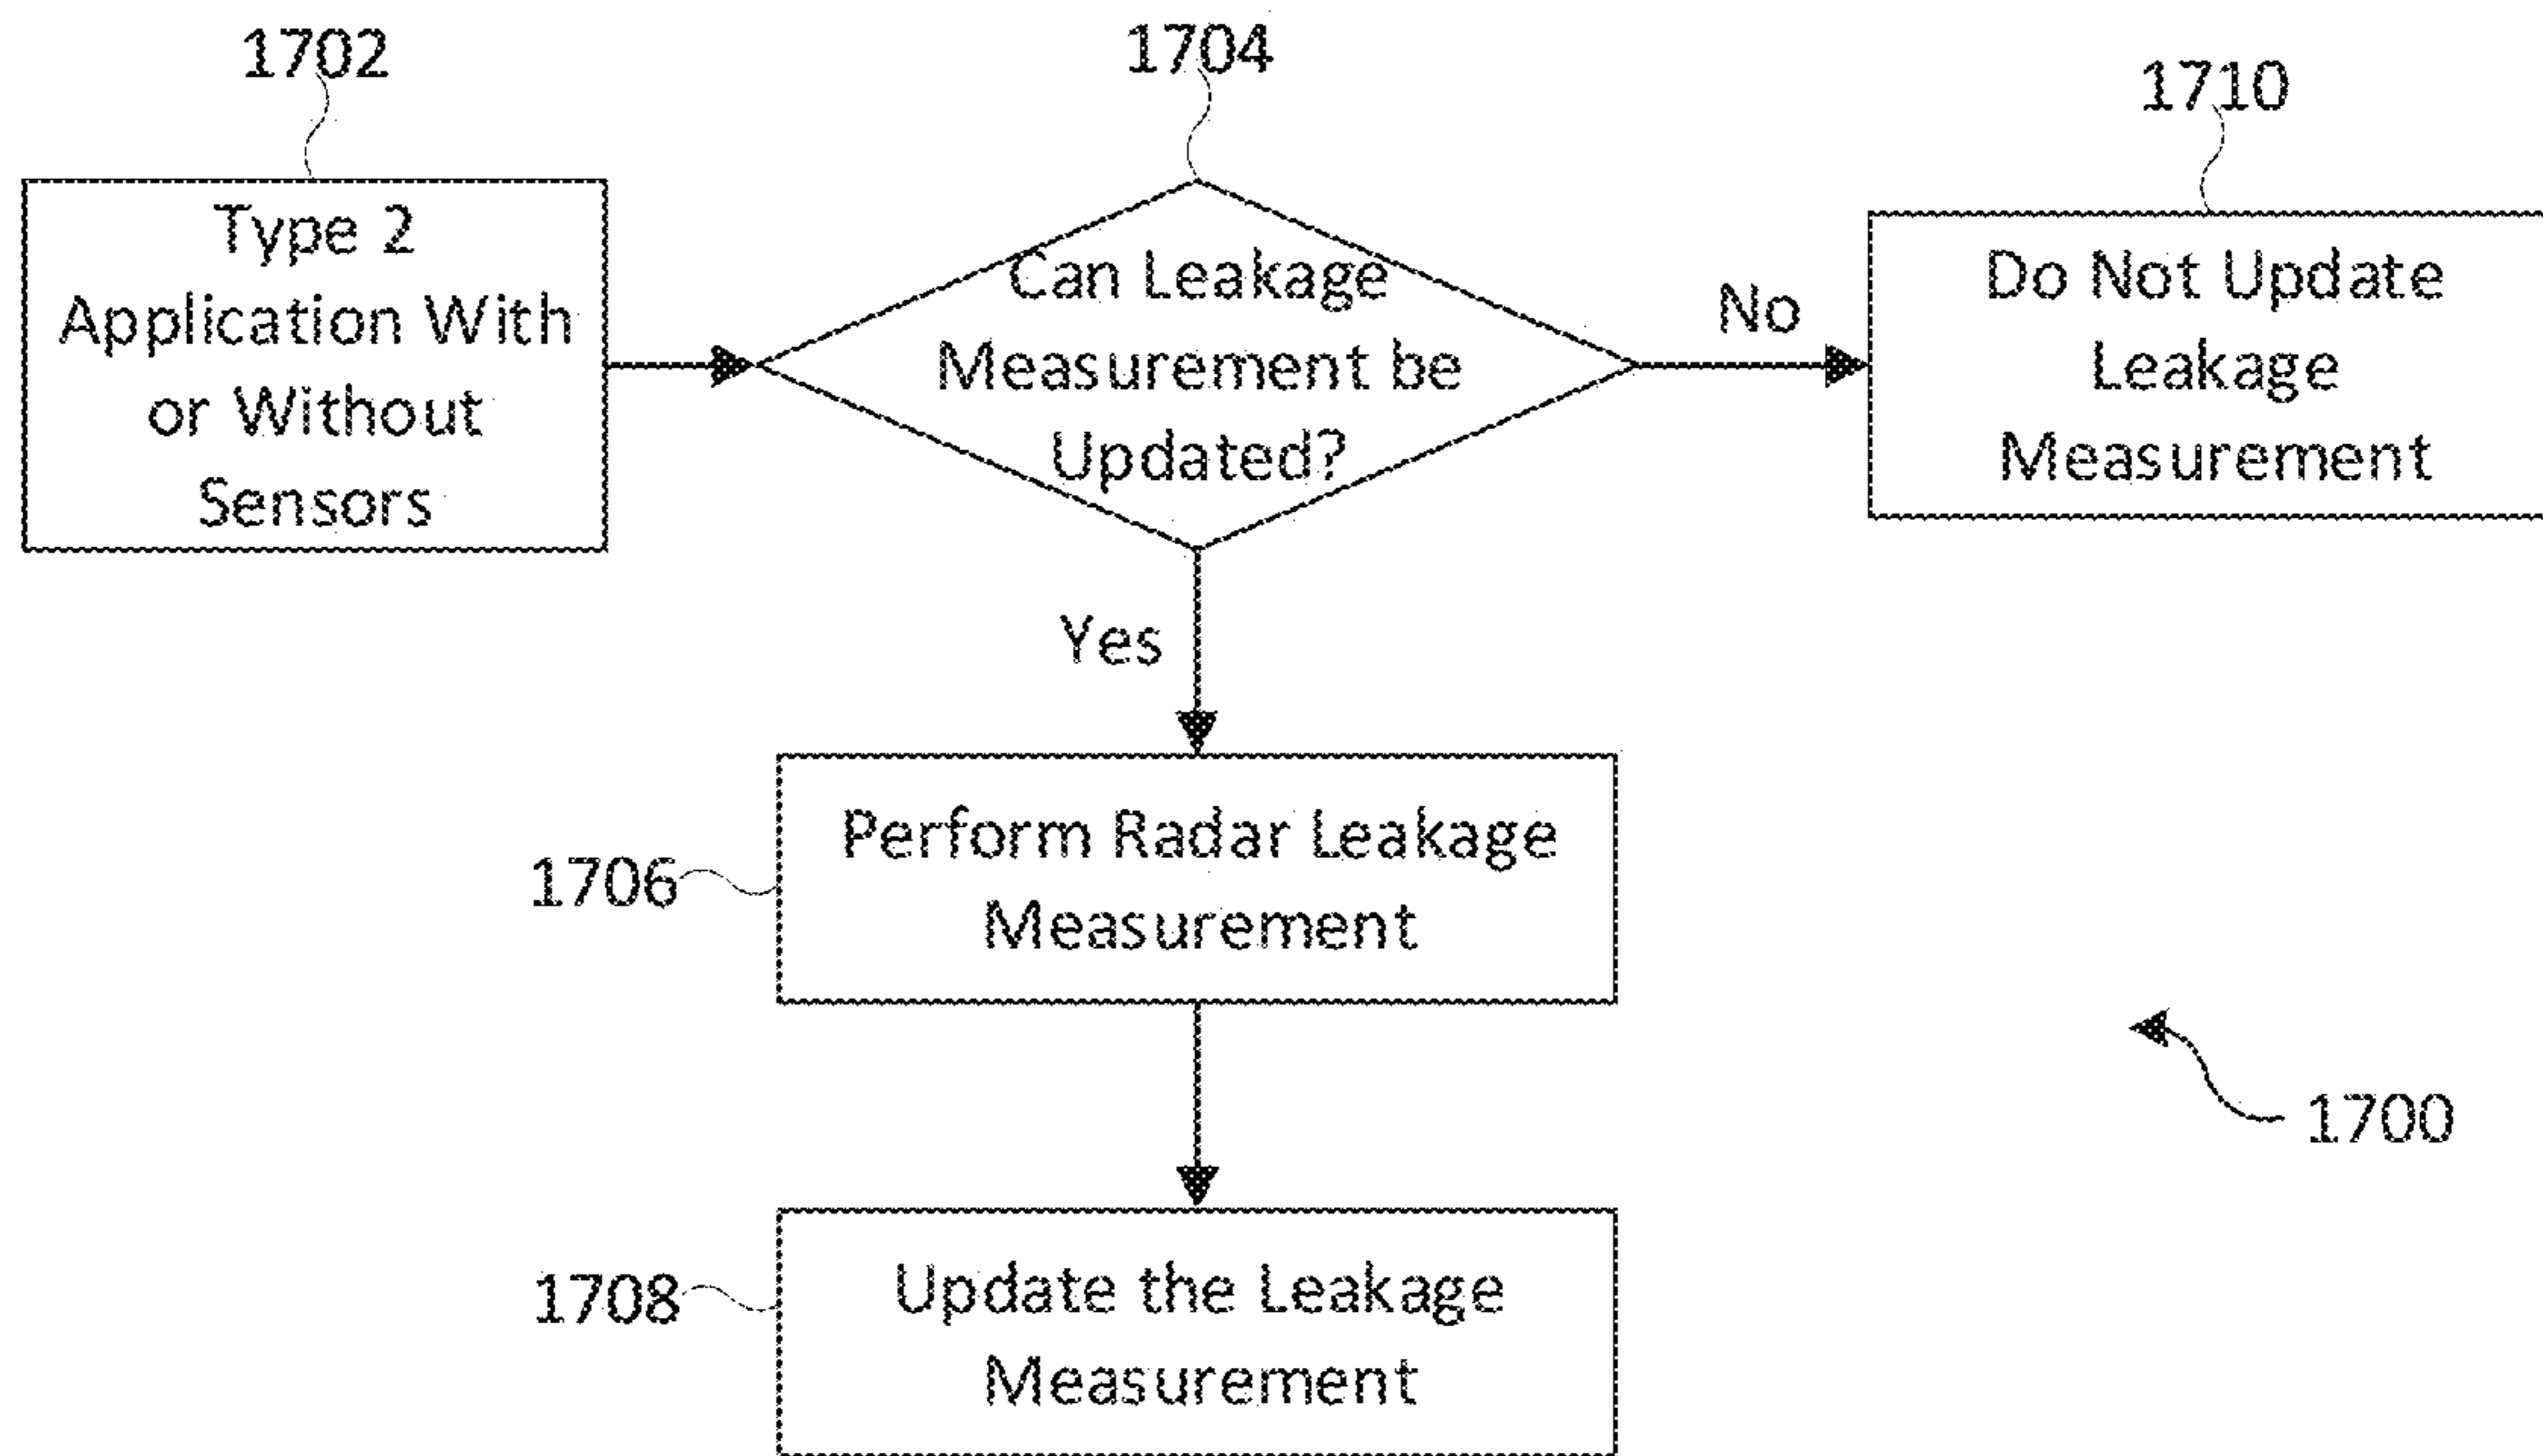 1702
Type 2
Application With
or Without
Sensors
1704
Can Leakage
Measurement be
Updated?
No
1710
Do Not Update
Leakage
Measurement
Yes
1706
Perform Radar Leakage
Measurement
1708
Update the Leakage
Measurement
1700